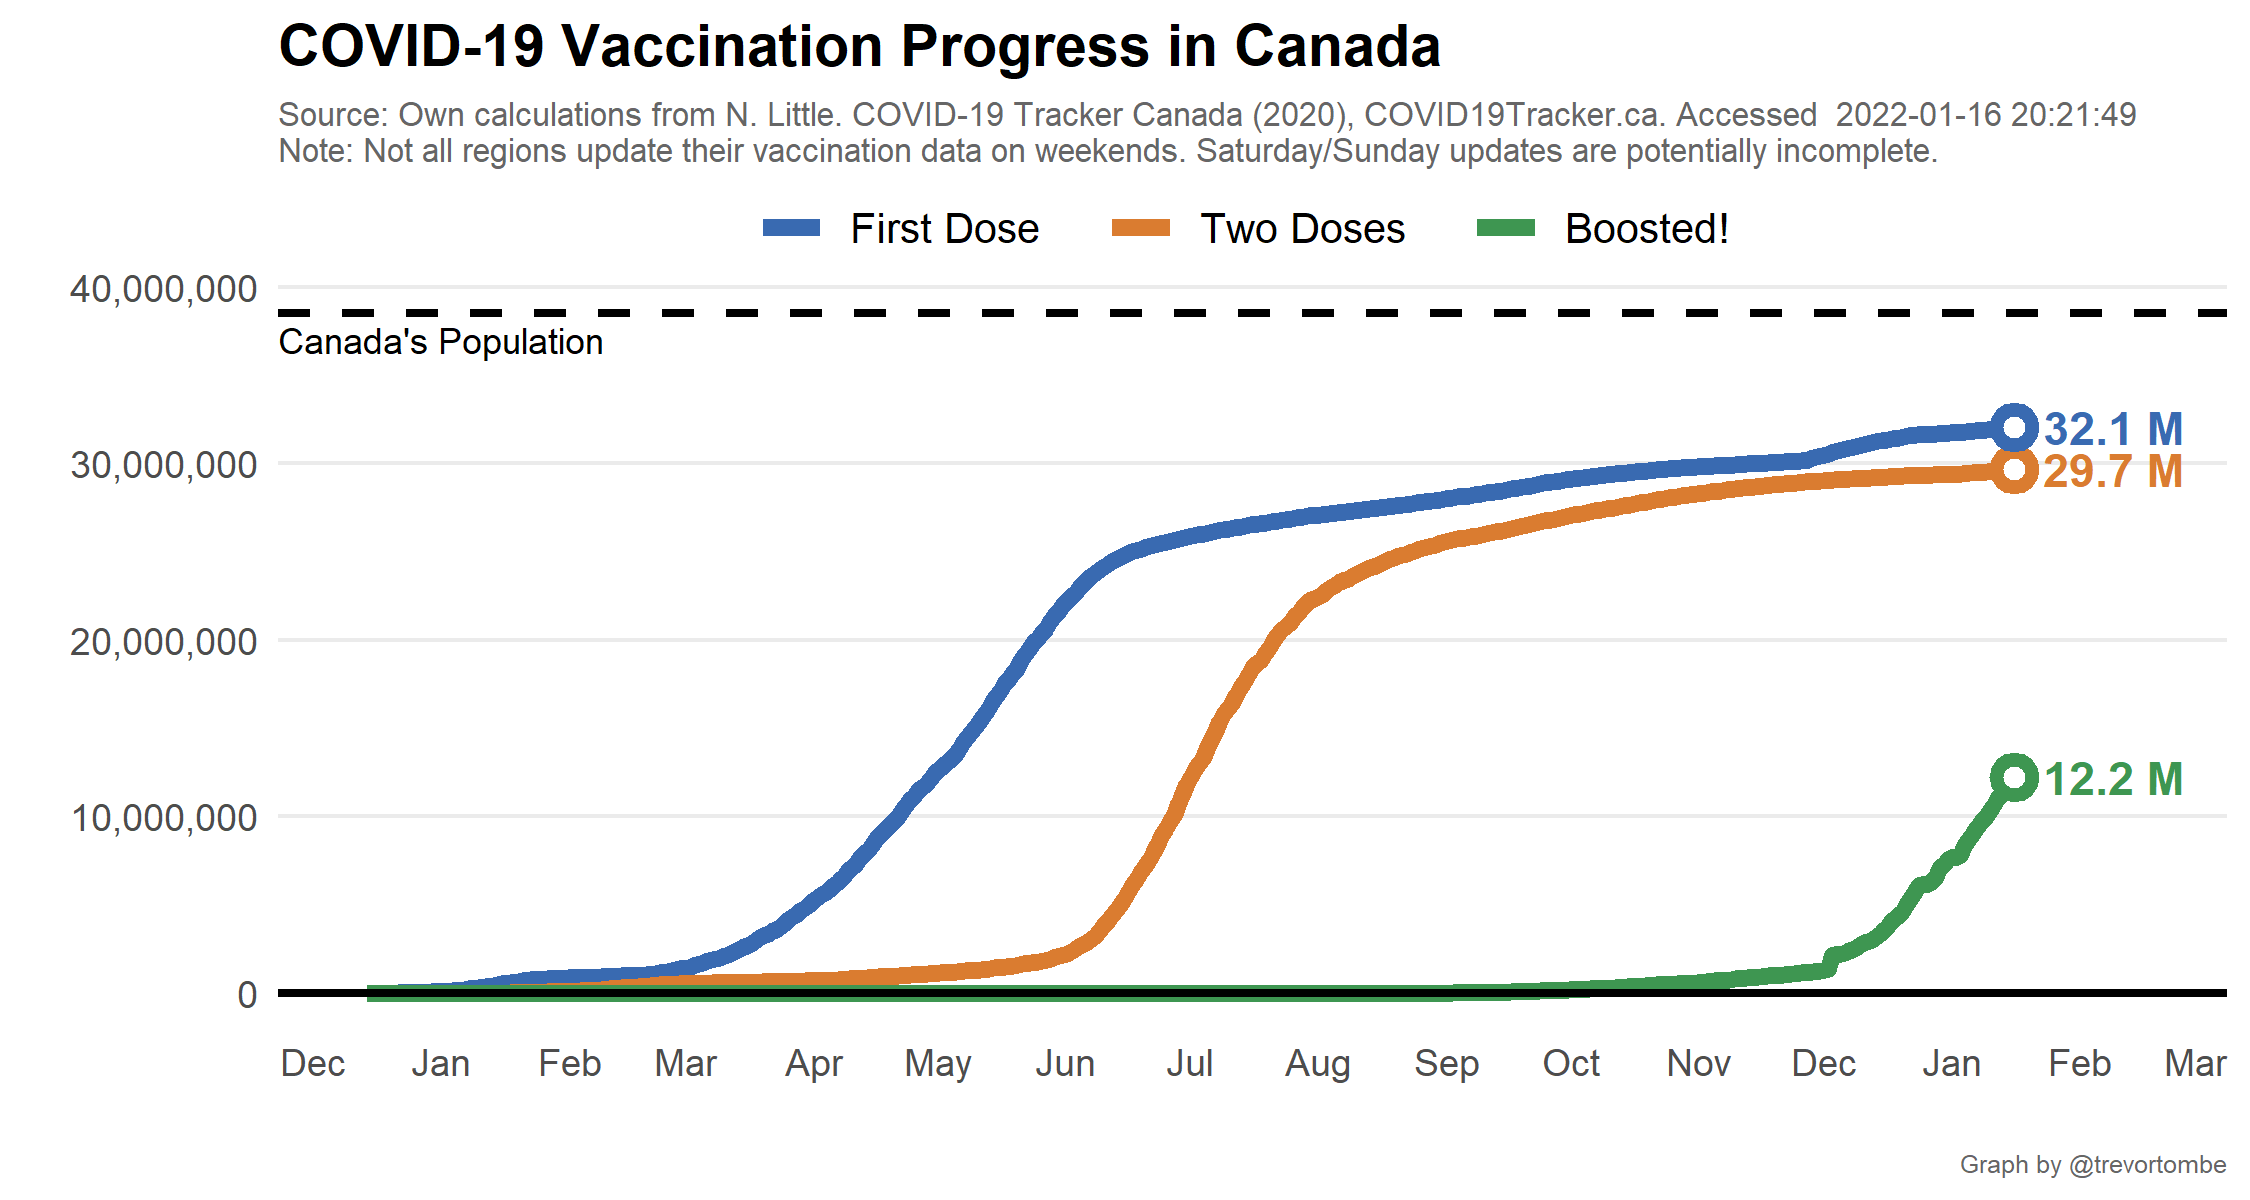 COVID-19 Vaccination Progress in Canada
Source: Own calculations from N. Little. COVID-19 Tracker Canada (2020), COVID19Tracker.ca. Accessed  2022-01-16 20:21:49
Note: Not all regions update their vaccination data on weekends. Saturday/Sunday updates are potentially incomplete.
First Dose Two Doses Boosted!
40,000,000
Canada's Population
32.1 M
30,000,000
29.7 M
20,000,000
12.2 M
10,000,000
0
Dec Jan Feb Mar Apr May Jun Jul Aug Sep Oct Nov Dec Jan Feb Mar
Graph by @trevortombe